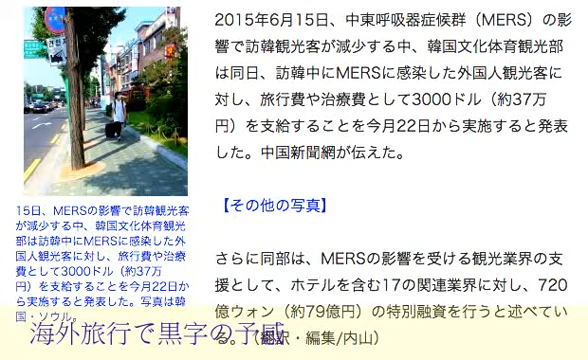 2015年6月15日、中東呼吸器症候群（MERS）の影
響で訪韓観光客が減少する中、韓国文化体育観光部
は同日、訪韓中にMERSに感染した外国人観光客に
対し、旅行費や治療費として3000ドル（約37万
円）を支給することを今月22日から実施すると発表
した。中国新聞網が伝えた。
【その他の写真】
15日、MERSの影響で訪韓観光客
が減少する中、韓国文化体育観光
部は訪韓中にMERSに感染した外
国人観光客に対し、旅行費や治療
費として3000ドル（約37万
円）を支給することを今月22日か
ら実施すると発表した。写真は韓
国・ソウル。
さらに同部は、MERSの影響を受ける観光業界の支
援として、ホテルを含む17の関連業界に対し、720
億ウォン（約79億円）の特別融資を行うと述べてい
る。（翻訳・編集/内山）
海外旅行で黒字の予感